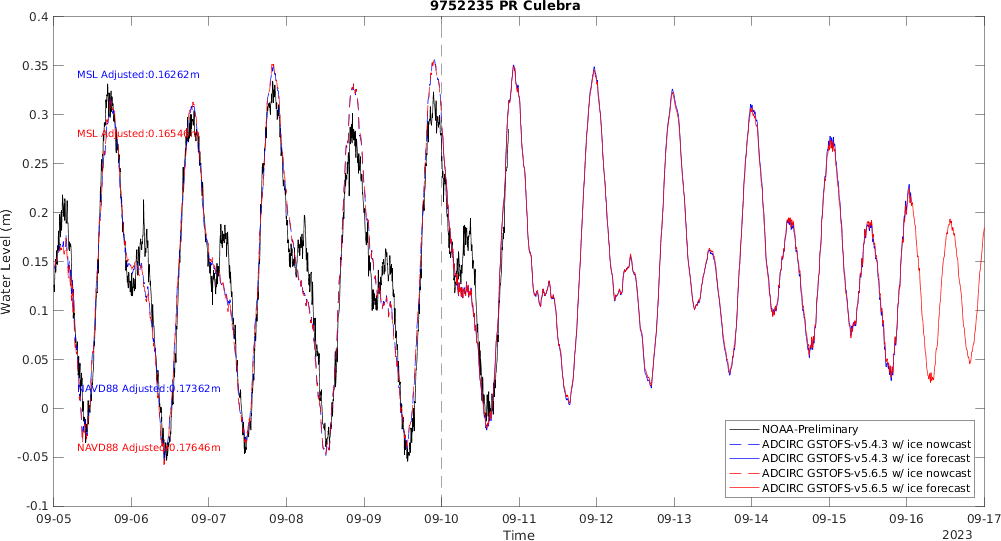 9752235 PR Culebra
0.4
0.35
0.3
0.25
0.2
0.15
0.1
0.05
0
-0.05
-0.1
Water Level (m)
MSL Adjusted:0.16262m
MSL Adjusted:0.16546
NAVD88 Adjusted:0.17362m
NAVD88 Adjusted:0.17646m
NOAA-Preliminary
ADCIRC GSTOFS-v5.4.3 w/ ice nowcast
ADCIRC GSTOFS-v5.4.3 w/ ice forecast
ADCIRC GSTOFS-v5.6.5 w/ ice nowcast
ADCIRC GSTOFS-v5.6.5 w/ ice forecast
09-05 09-06 09-07 09-08 09-09 09-10 09-11 09-12 09-13 09-14 09-15 09-16 09-17
Time
2023